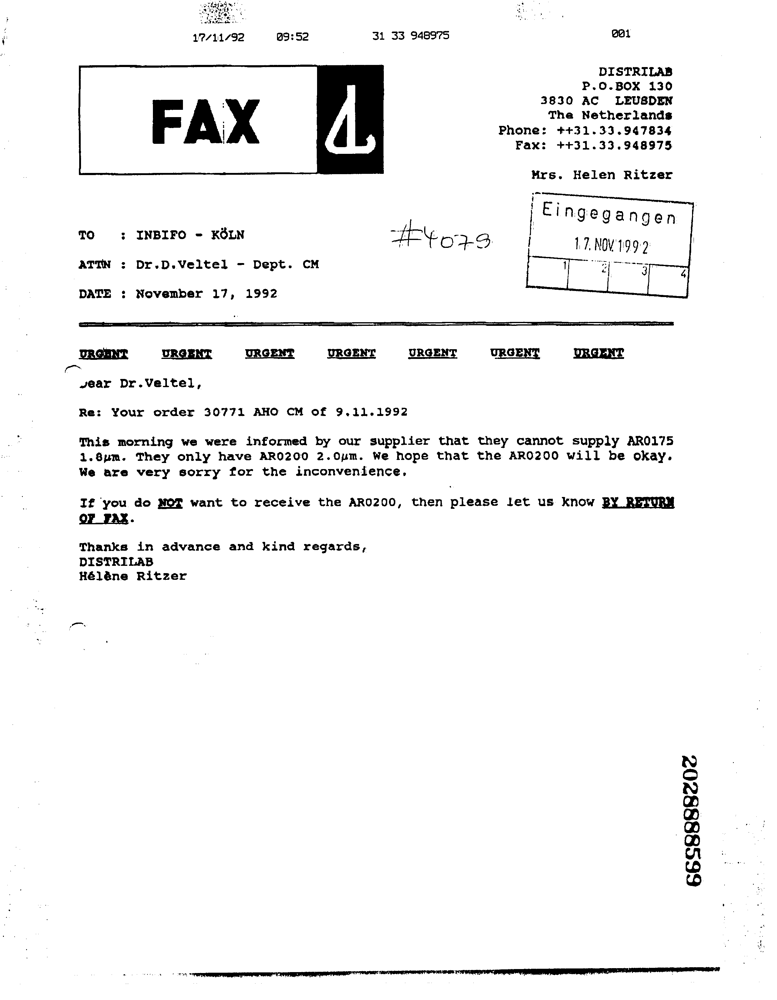 17/11/92 09:52 31 33 948975 001
FAX
DISTRILAB
P.O.BOX 130
3830 AC LEUSDEN
The Netherlands
Phone: ++31.33.947834
Fax: ++31.33.948975
Mrs. Helen Ritzer
Eingegangen
17. NOV. 1992
1 2 3 4
TO : INBIFO - KÖLN
#4079
ATTN : Dr.D.Veltel - Dept. CM
DATE : November 17, 1992
URGENT URGENT URGENT URGENT URGENT URGENT URGENT
Dear Dr.Veltel,
Re: Your order 30771 AHO CM of 9.11.1992
This morning we were informed by our supplier that they cannot supply AR0175
1.8µm. They only have AR0200 2.0µm. We hope that the AR0200 will be okay.
We are very sorry for the inconvenience.
If you do NOT want to receive the AR0200, then please let us know BY RETURN
OF FAX.
Thanks in advance and kind regards,
DISTRILAB
Hélène Ritzer
2028888599